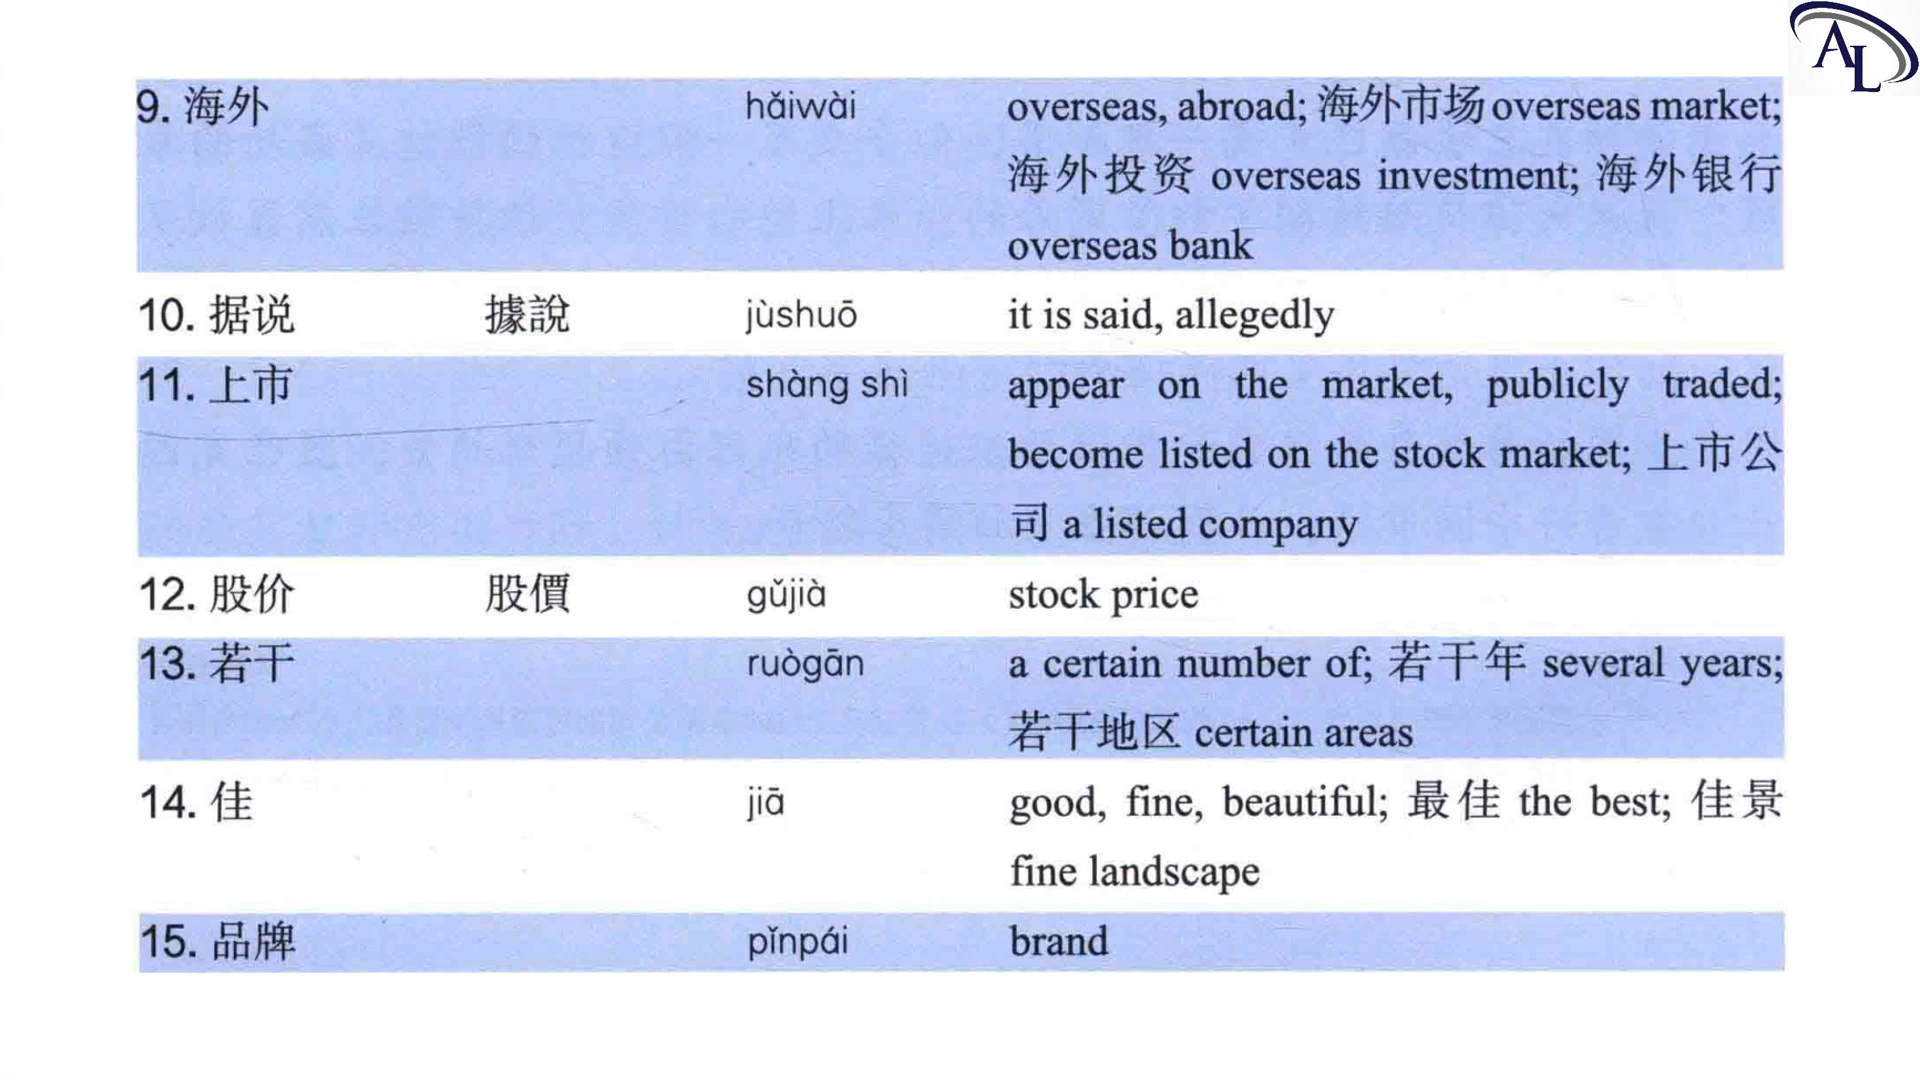 AL
9. 海外 hǎiwài overseas, abroad; 海外市场 overseas market;
海外投资 overseas investment; 海外银行
overseas bank
10. 据说 據說 jùshuō it is said, allegedly
11. 上市 shàng shì appear on the market, publicly traded;
become listed on the stock market; 上市公
司 a listed company
12. 股价 股價 gǔjià stock price
13. 若干 ruògān a certain number of; 若干年 several years;
若干地区 certain areas
14. 佳 jiā good, fine, beautiful; 最佳 the best; 佳景
fine landscape
15. 品牌 pǐnpái brand